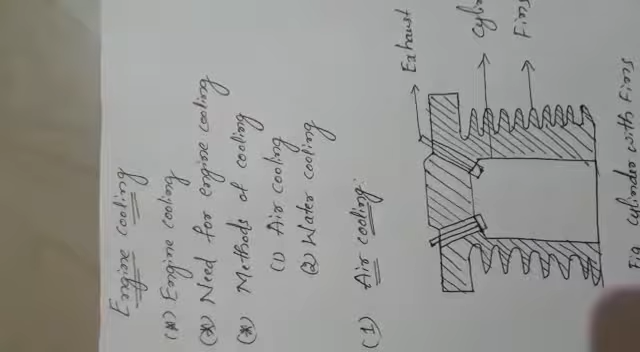 Engine cooling
(*) Engine cooling
(*) Need for engine cooling
(*) Methods of cooling
(1) Air cooling
(2) Water cooling
(1) Air cooling:
Exhaust
Fins
Fig cylinder with Fins